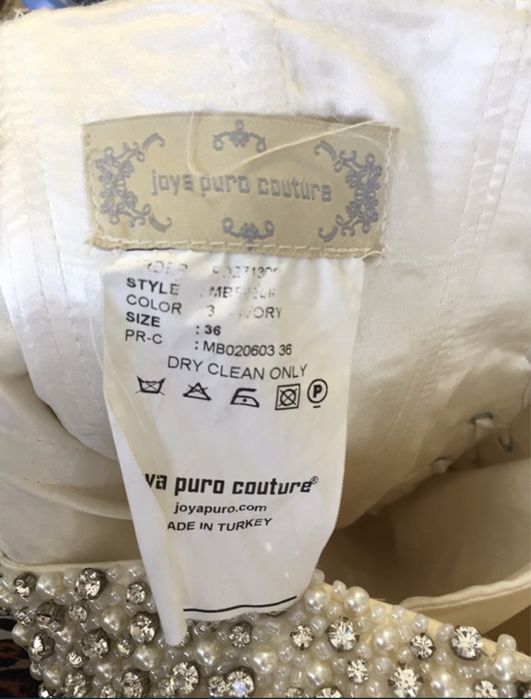 joya puro couture
STYLE :
COLOR 3
SIZE : 36
PR-C : MB020603 36
DRY CLEAN ONLY
P
ya puro couture®
joyapuro.com
ADE IN TURKEY